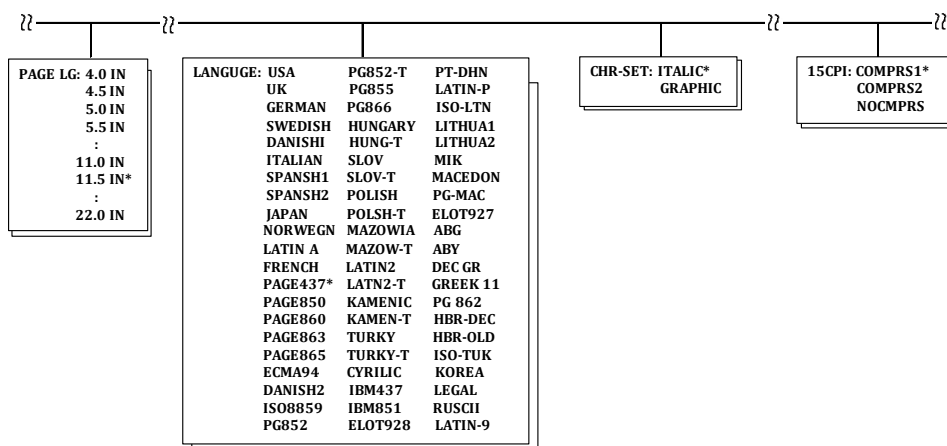 PAGE LG: 4.0 IN
4.5 IN
5.0 IN
5.5 IN
:
11.0 IN
11.5 IN*
:
22.0 IN
LANGUGE: USA PG852-T PT-DHN
UK PG855 LATIN-P
GERMAN PG866 ISO-LTN
SWEDISH HUNGARY LITHUA1
DANISHI HUNG-T LITHUA2
ITALIAN SLOV MIK
SPANSH1 SLOV-T MACEDON
SPANSH2 POLISH PG-MAC
JAPAN POLSH-T ELOT927
NORWEGN MAZOWIA ABG
LATIN A MAZOW-T ABY
FRENCH LATIN2 DEC GR
PAGE437* LATN2-T GREEK 11
PAGE850 KAMENIC PG 862
PAGE860 KAMEN-T HBR-DEC
PAGE863 TURKY HBR-OLD
PAGE865 TURKY-T ISO-TUK
ECMA94 CYRILIC KOREA
DANISH2 IBM437 LEGAL
ISO8859 IBM851 RUSCII
PG852 ELOT928 LATIN-9
CHR-SET: ITALIC*
GRAPHIC
15CPI: COMPRS1*
COMPRS2
NOCMPRS